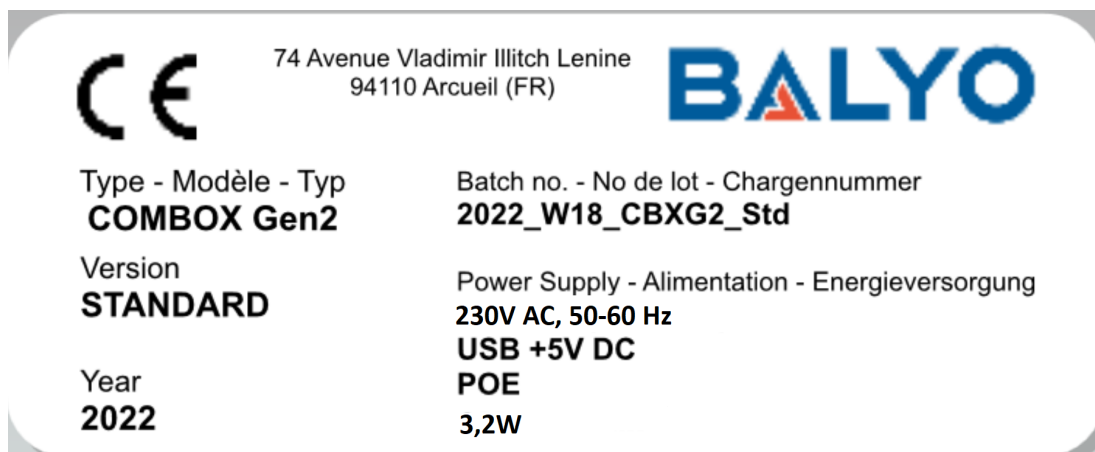 CE
74 Avenue Vladimir Illitch Lenine
94110 Arcueil (FR)
BALYO
Type - Modèle - Typ
COMBOX Gen2
Batch no. - No de lot - Chargennummer
2022_W18_CBXG2_Std
Version
STANDARD
Power Supply - Alimentation - Energieversorgung
230V AC, 50-60 Hz
USB +5V DC
POE
3,2W
Year
2022